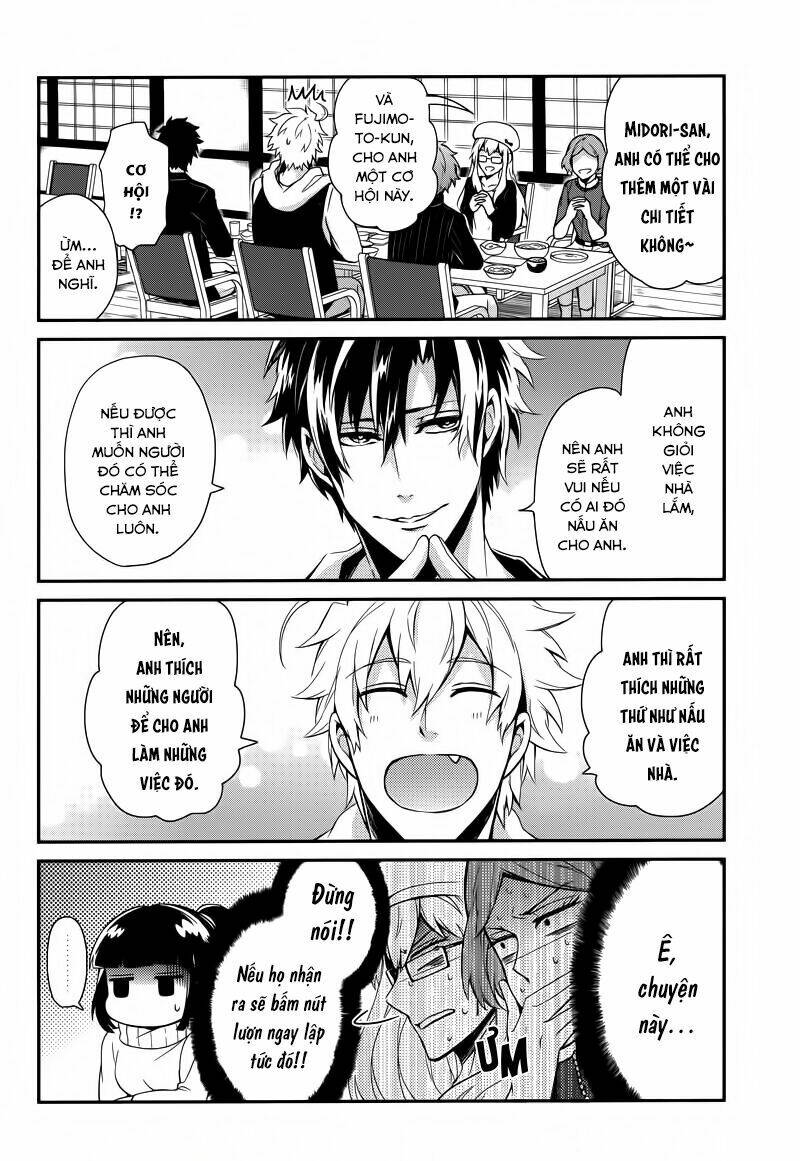 MIDORI-SAN,
ANH CÓ THỂ CHO
THÊM MỘT VÀI
CHI TIẾT
KHÔNG~
VÀ
FUJIMO-
TO-KUN,
CHO ANH
MỘT CƠ
HỘI NÀY.
CƠ
HỘI
!?
ỪM...
ĐỂ ANH
NGHĨ.
ANH
KHÔNG
GIỎI
VIỆC
NHÀ
LẮM,
NÊN ANH
SẼ RẤT
VUI NẾU
CÓ AI ĐÓ
NẤU ĂN
CHO ANH.
NẾU ĐƯỢC
THÌ ANH
MUỐN NGƯỜI
ĐÓ CÓ THỂ
CHĂM SÓC
CHO ANH
LUÔN.
ANH THÌ RẤT
THÍCH NHỮNG
THỨ NHƯ NẤU
ĂN VÀ VIỆC
NHÀ.
NÊN,
ANH THÍCH
NHỮNG NGƯỜI
ĐỂ CHO ANH
LÀM NHỮNG
VIỆC ĐÓ.
Ê,
chuyện
này...
ỬM
Đừng
nói!!
Nếu họ nhận
ra sẽ bấm nút
lượn ngay lập
tức đó!!
......